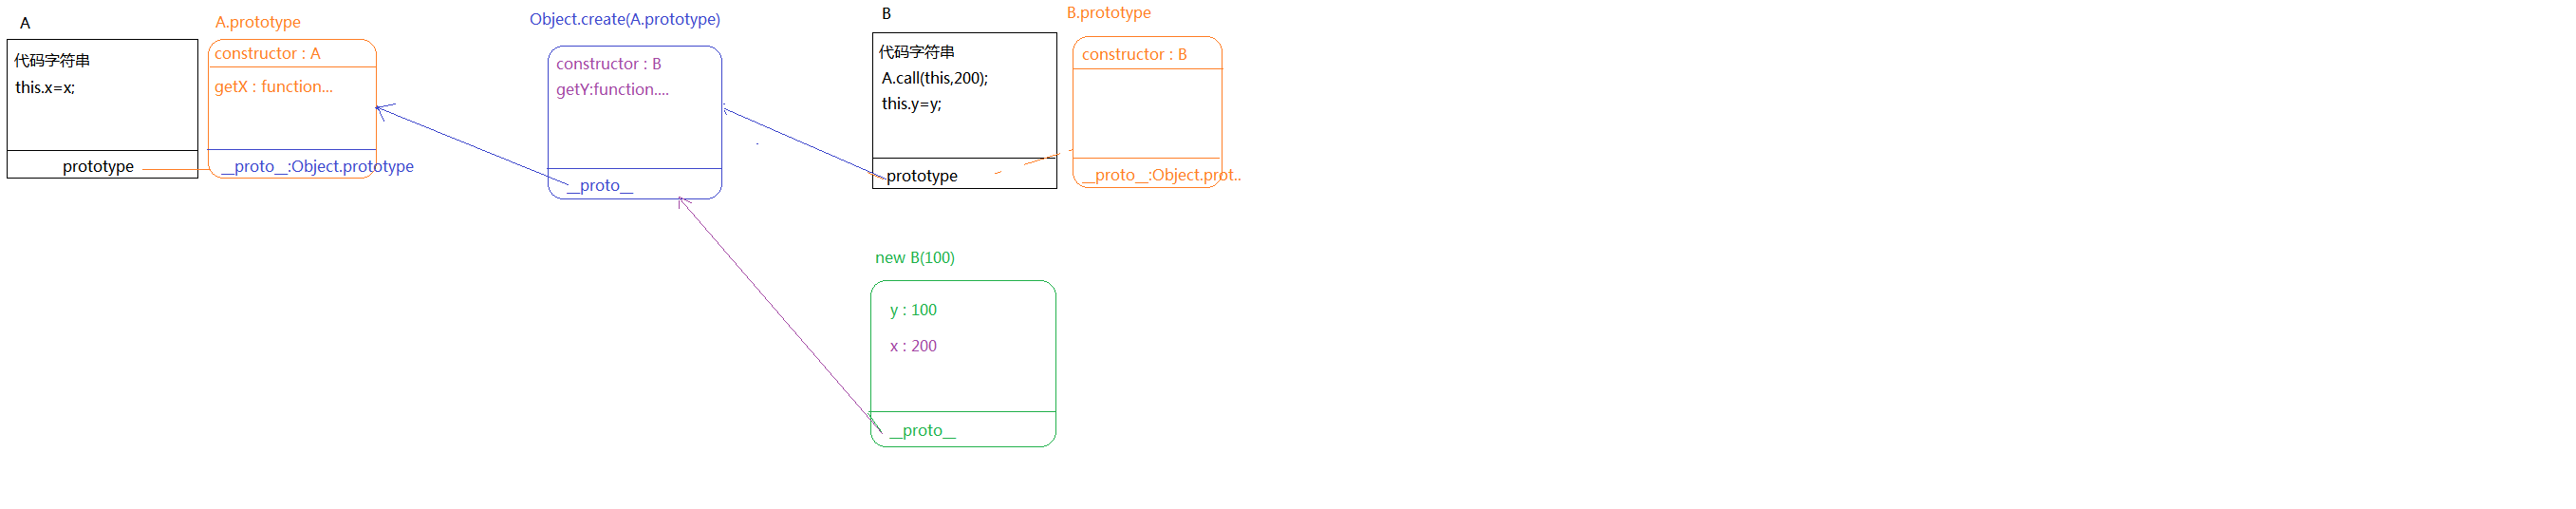 A
代码字符串
this.x=x;
prototype
A.prototype
constructor : A
getX : function...
__proto__:Object.prototype
Object.create(A.prototype)
constructor : B
getY:function....
__proto__
B
代码字符串
A.call(this,200);
this.y=y;
prototype
B.prototype
constructor : B
__proto__:Object.prot..
new B(100)
y : 100
x : 200
__proto__